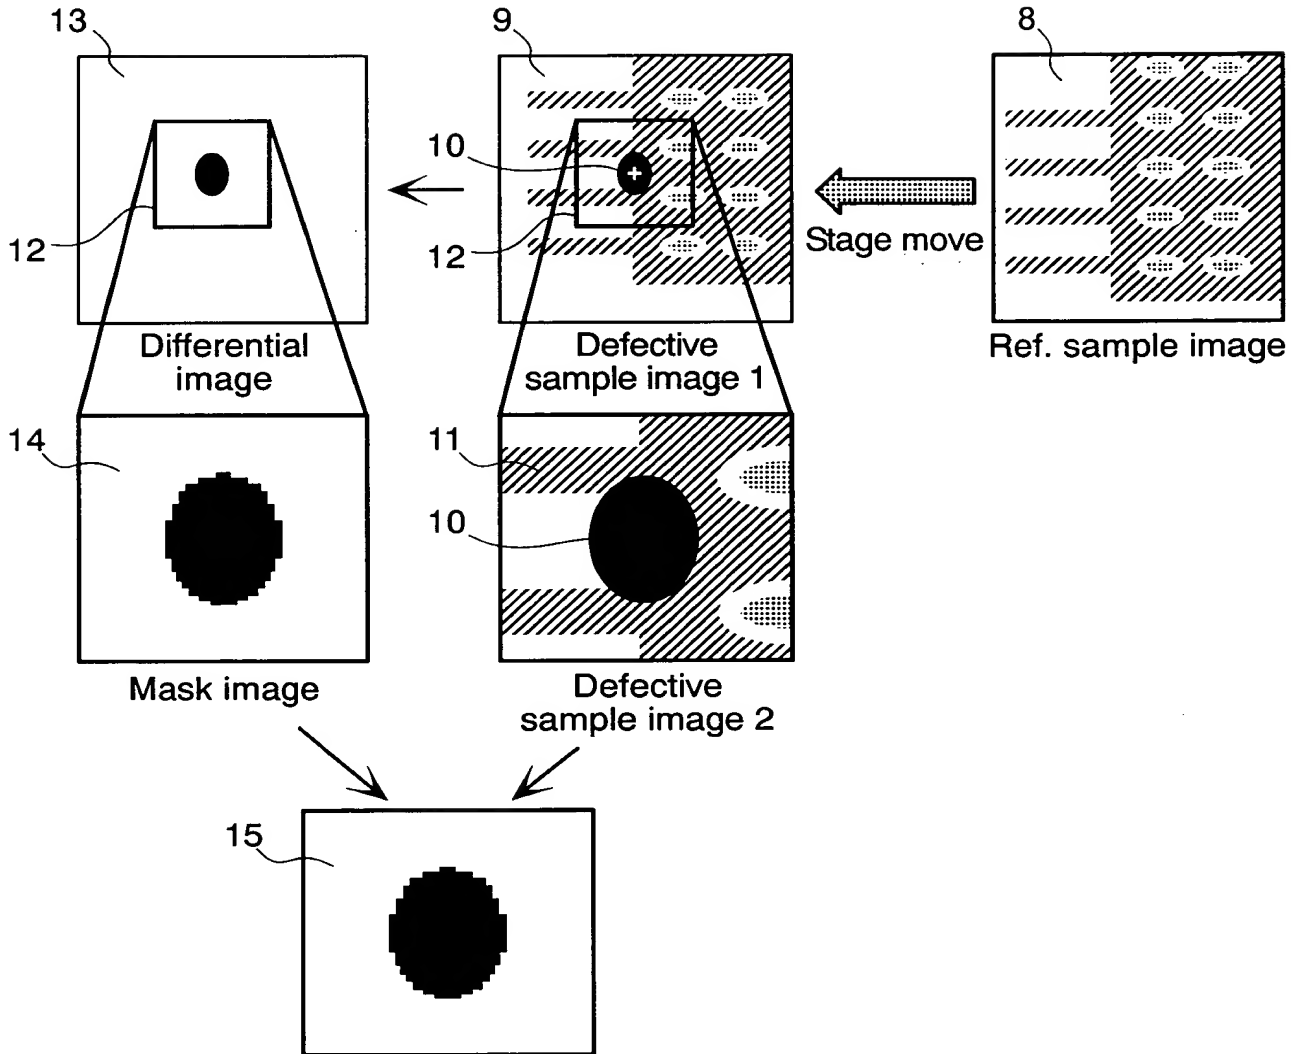 13
9
8
10
12
12
Stage move
Differential
image
Defective
sample image 1
Ref. sample image
14
11
10
Mask image
Defective
sample image 2
15